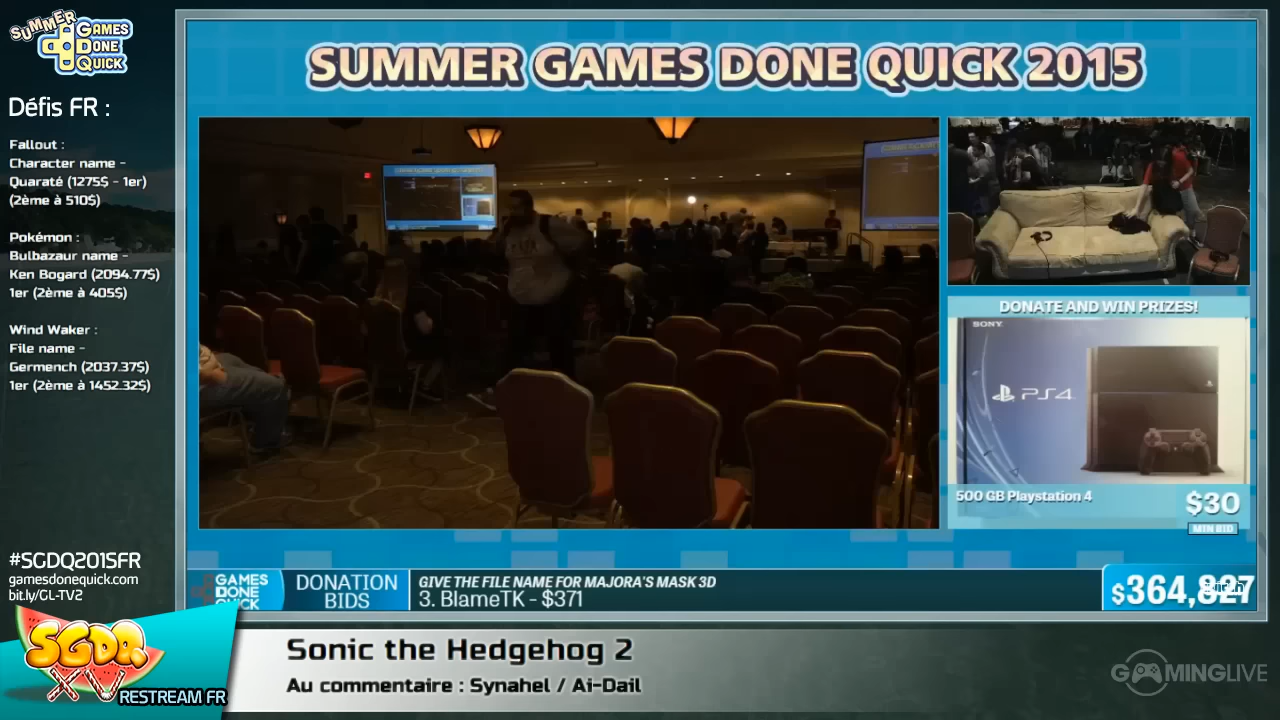 SUMMER
GAMES
DONE
QUICK
Défis FR :
Fallout :
Character name -
Quaraté (1275$ - 1er)
(2ème à 510$)
Pokémon :
Bulbazaur name -
Ken Bogard (2094.77$)
1er (2ème à 405$)
Wind Waker :
File name -
Germench (2037.37$)
1er (2ème à 1452.32$)
#SGDQ2015FR
gamesdonequick.com
bit.ly/GL-TV2
SGDQ
XV
RESTREAM FR
SUMMER GAMES DONE QUICK 2015
DONATE AND WIN PRIZES!
SONY
PS4
500 GB Playstation 4
$30
MIN BID
GAMES
DONE
QUICK
DONATION
BIDS
GIVE THE FILE NAME FOR MAJORA'S MASK 3D
3. BlameTK - $371
$364,827
Sonic the Hedgehog 2
Au commentaire : Synahel / Ai-Dail
GAMINGLIVE